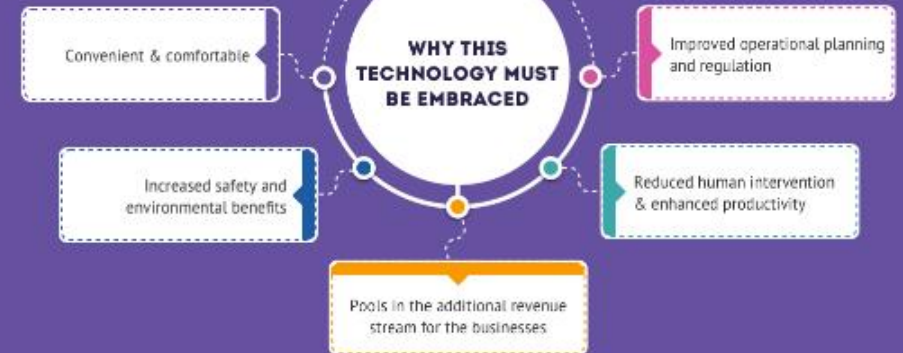 WHY THIS
TECHNOLOGY MUST
BE EMBRACED
Convenient & comfortable
Improved operational planning
and regulation
Increased safety and
environmental benefits
Reduced human intervention
& enhanced productivity
Pools in the additional revenue
stream for the businesses